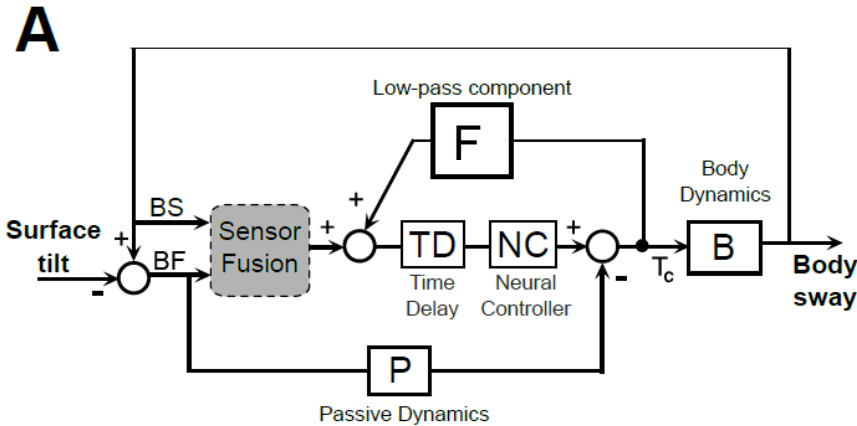 A
Low-pass component
F
Body
Dynamics
BS
+
Surface
tilt
+
-
BF
Sensor
Fusion
+
TD
NC
+
-
Tc
B
Time
Delay
Neural
Controller
Body
sway
P
Passive Dynamics